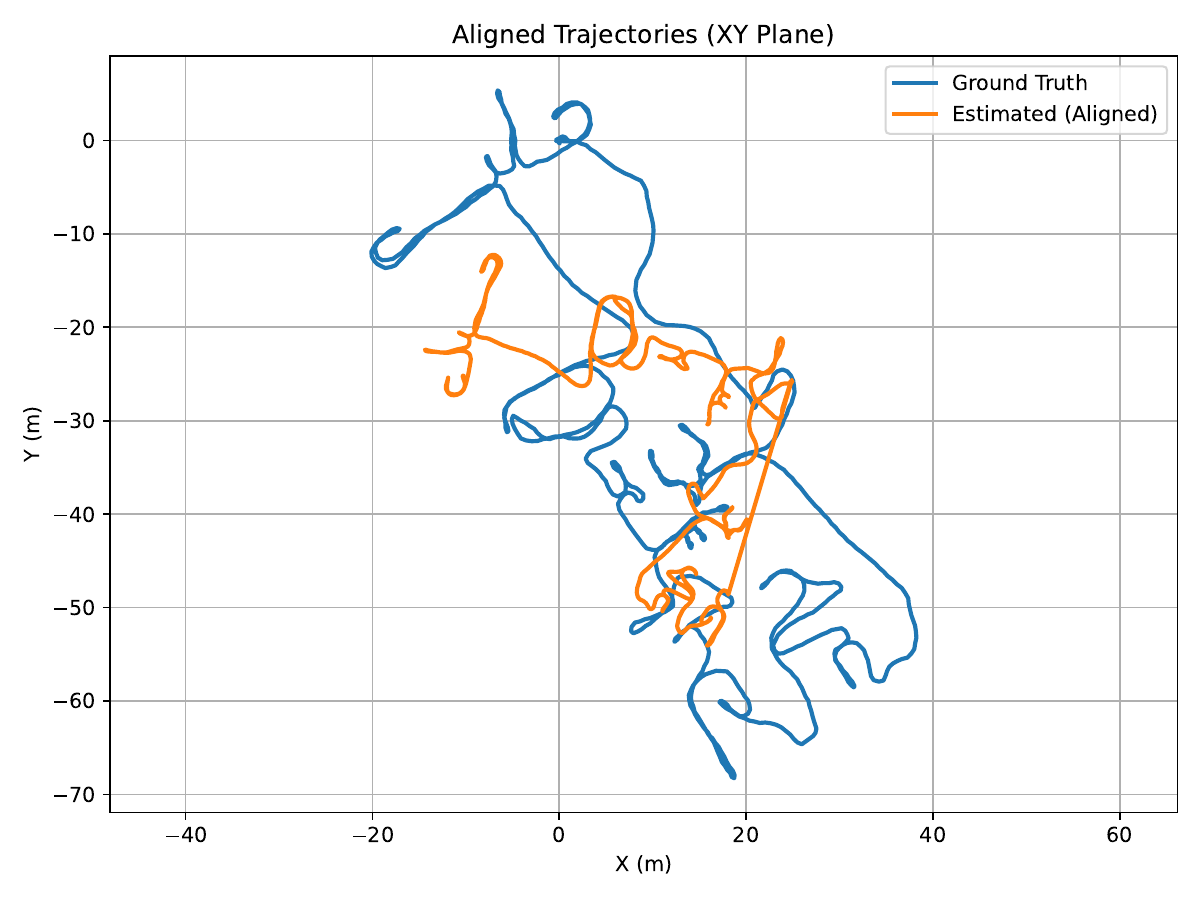 Aligned Trajectories (XY Plane)
Ground Truth
Estimated (Aligned)
0
−10
−20
−30
−40
−50
−60
−70
Y (m)
−40
−20
0
20
40
60
X (m)